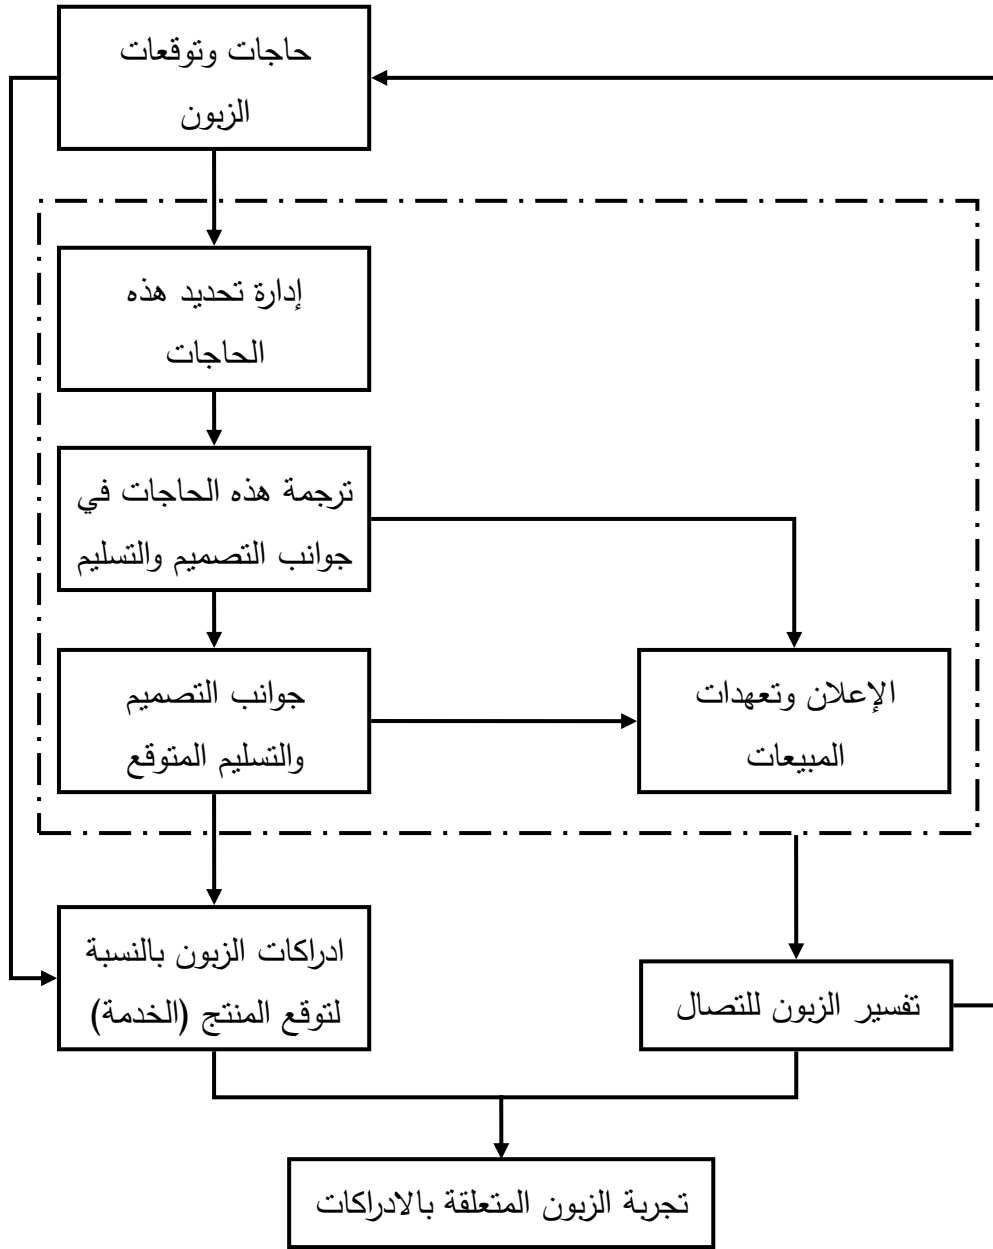 حاجات وتوقعات
الزبون
إدارة تحديد هذه
الحاجات
ترجمة هذه الحاجات في
جوانب التصميم والتسليم
جوانب التصميم
والتسليم المتوقع
الإعلان وتعهدات
المبيعات
ادراكات الزبون بالنسبة
لتوقع المنتج (الخدمة)
تفسير الزبون للتصال
تجربة الزبون المتعلقة بالادراكات